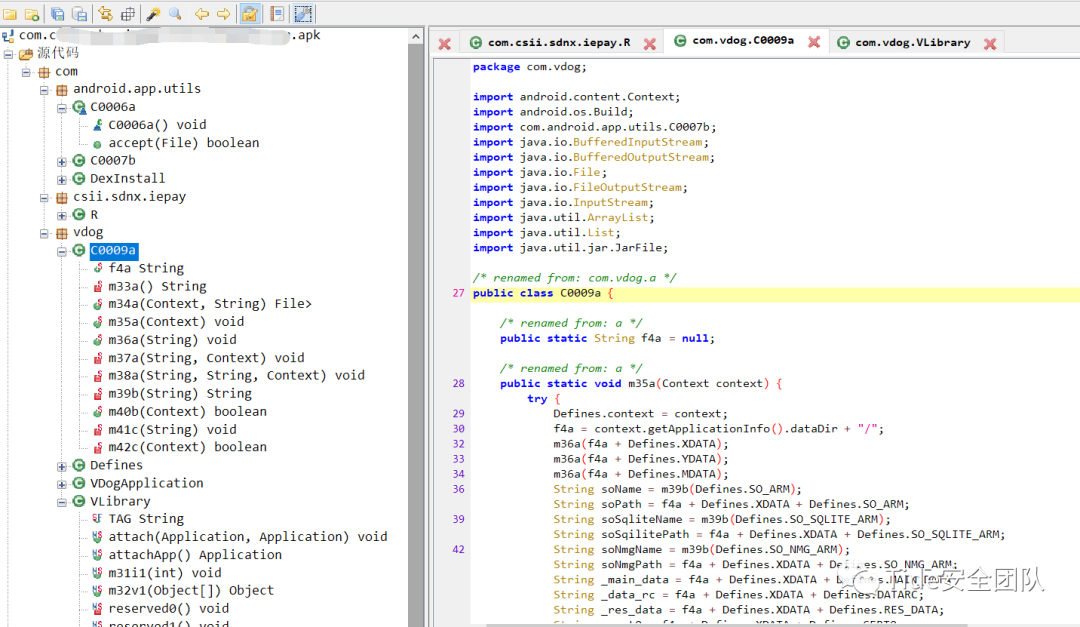 com.c .apk
源代码
com
android.app.utils
C0006a
C0006a() void
accept(File) boolean
C0007b
DexInstall
csii.sdnx.iepay
R
vdog
C0009a
f4a String
m33a() String
m34a(Context, String) File>
m35a(Context) void
m36a(String) void
m37a(String, Context) void
m38a(String, String, Context) void
m39b(String) String
m40b(Context) boolean
m41c(String) void
m42c(Context) boolean
Defines
VDogApplication
VLibrary
TAG String
attach(Application, Application) void
attachApp() Application
m31i1(int) void
m32v1(Object[]) Object
reserved0() void
reserved1() void
com.csii.sdnx.iepay.R com.vdog.C0009a com.vdog.VLibrary
package com.vdog;
import android.content.Context;
import android.os.Build;
import com.android.app.utils.C0007b;
import java.io.BufferedInputStream;
import java.io.BufferedOutputStream;
import java.io.File;
import java.io.FileOutputStream;
import java.io.InputStream;
import java.util.ArrayList;
import java.util.List;
import java.util.jar.JarFile;
/* renamed from: com.vdog.a */
27 public class C0009a {
/* renamed from: a */
public static String f4a = null;
/* renamed from: a */
28 public static void m35a(Context context) {
try {
29 Defines.context = context;
30 f4a = context.getApplicationInfo().dataDir + "/";
32 m36a(f4a + Defines.XDATA);
33 m36a(f4a + Defines.YDATA);
34 m36a(f4a + Defines.MDATA);
36 String soName = m39b(Defines.SO_ARM);
String soPath = f4a + Defines.XDATA + Defines.SO_ARM;
39 String soSqliteName = m39b(Defines.SO_SQLITE_ARM);
String soSqilitePath = f4a + Defines.XDATA + Defines.SO_SQLITE_ARM;
42 String soNmgName = m39b(Defines.SO_NMG_ARM);
String soNmgPath = f4a + Defines.XDATA + Defines.SO_NMG_ARM;
String _main_data = f4a + Defines.XDATA +
String _data_rc = f4a + Defines.XDATA + Defines.DATARC;
String _res_data = f4a + Defines.XDATA + Defines.RES_DATA;
Tide安全团队